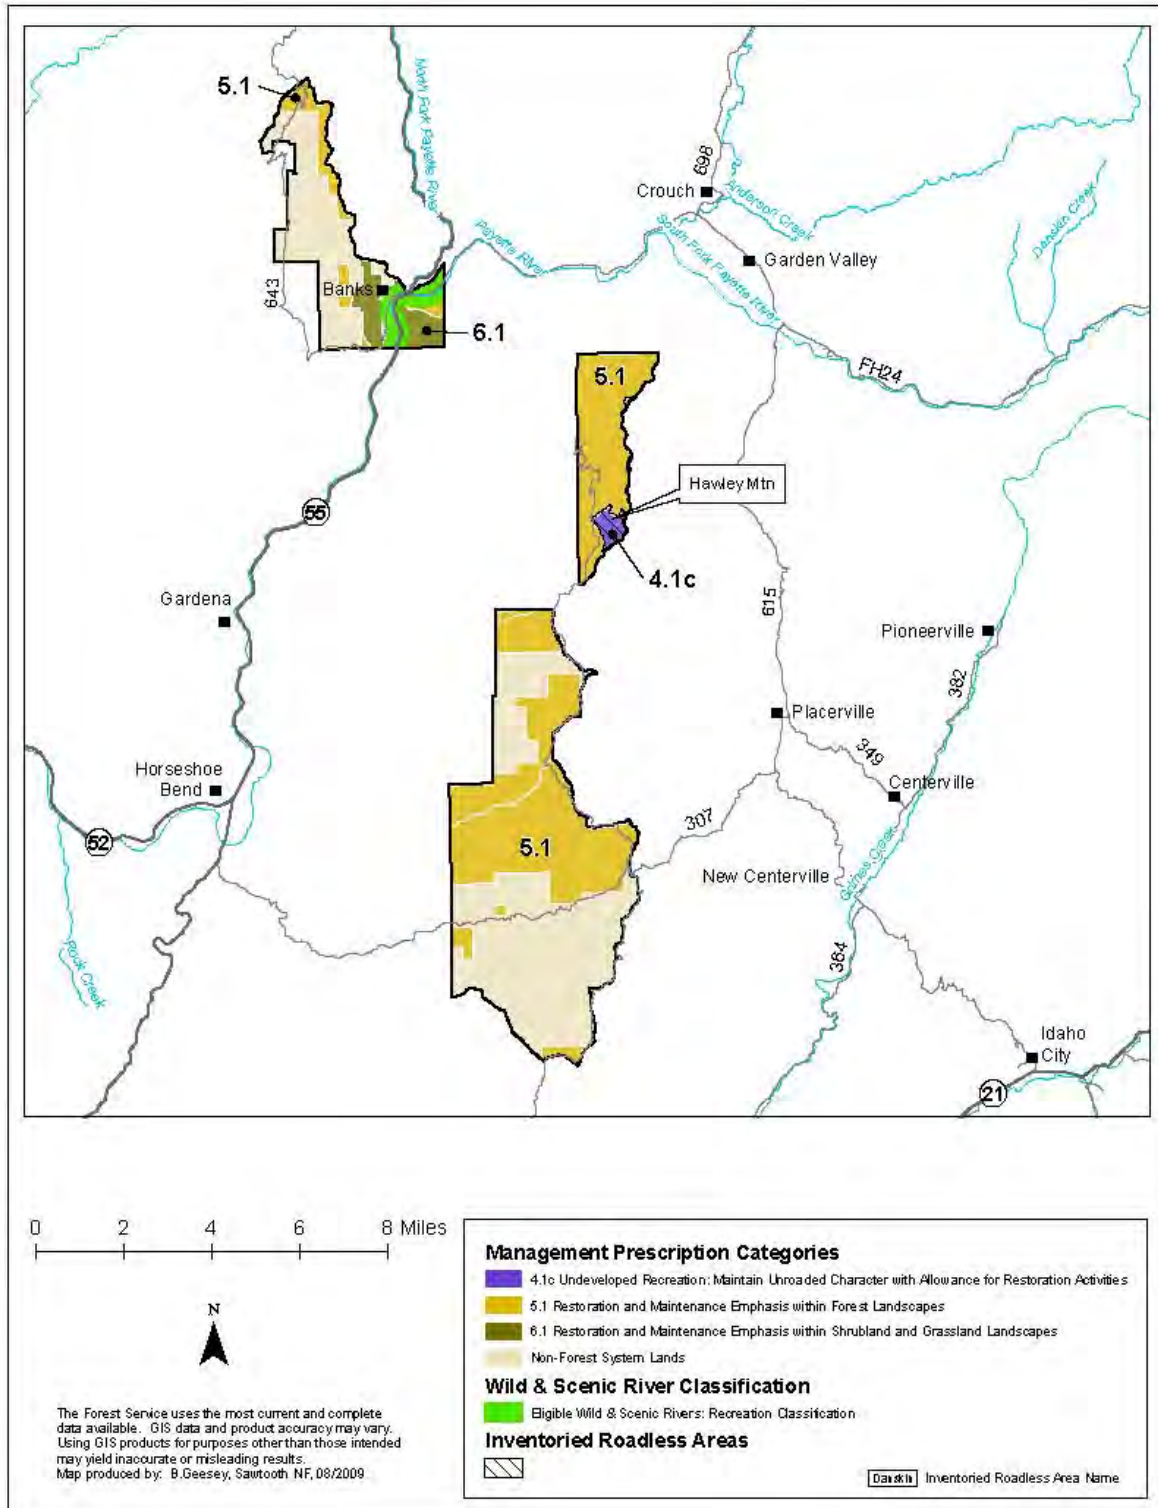 5.1
North Fork Payette River
698
Crouch
Anderson Creek
Danskin Creek
Payette River
South Fork Payette River
Garden Valley
643
Banks
6.1
5.1
FH24
Hawley Mtn
55
4.1c
Gardena
615
Pioneerville
382
Placerville
349
Horseshoe
Bend
Centerville
52
307
5.1
New Centerville
Grimes Creek
384
Rock Creek
Idaho
City
21
0 2 4 6 8 Miles
N
The Forest Service uses the most current and complete
data available. GIS data and product accuracy may vary.
Using GIS products for purposes other than those intended
may yield inaccurate or misleading results.
Map produced by: B.Geesey, Sawtooth NF, 08/2009
Management Prescription Categories
4.1c Undeveloped Recreation: Maintain Unroaded Character with Allowance for Restoration Activities
5.1 Restoration and Maintenance Emphasis within Forest Landscapes
6.1 Restoration and Maintenance Emphasis within Shrubland and Grassland Landscapes
Non-Forest System Lands
Wild & Scenic River Classification
Eligible Wild & Scenic Rivers: Recreation Classification
Inventoried Roadless Areas
Danskin Inventoried Roadless Area Name